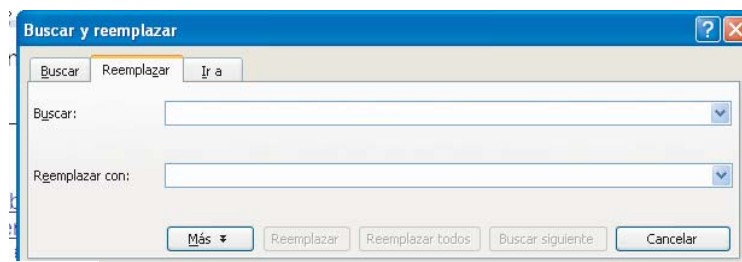 Buscar y reemplazar
Buscar Reemplazar Ir a
Buscar:
Reemplazar con:
Más Reemplazar Reemplazar todos Buscar siguiente Cancelar